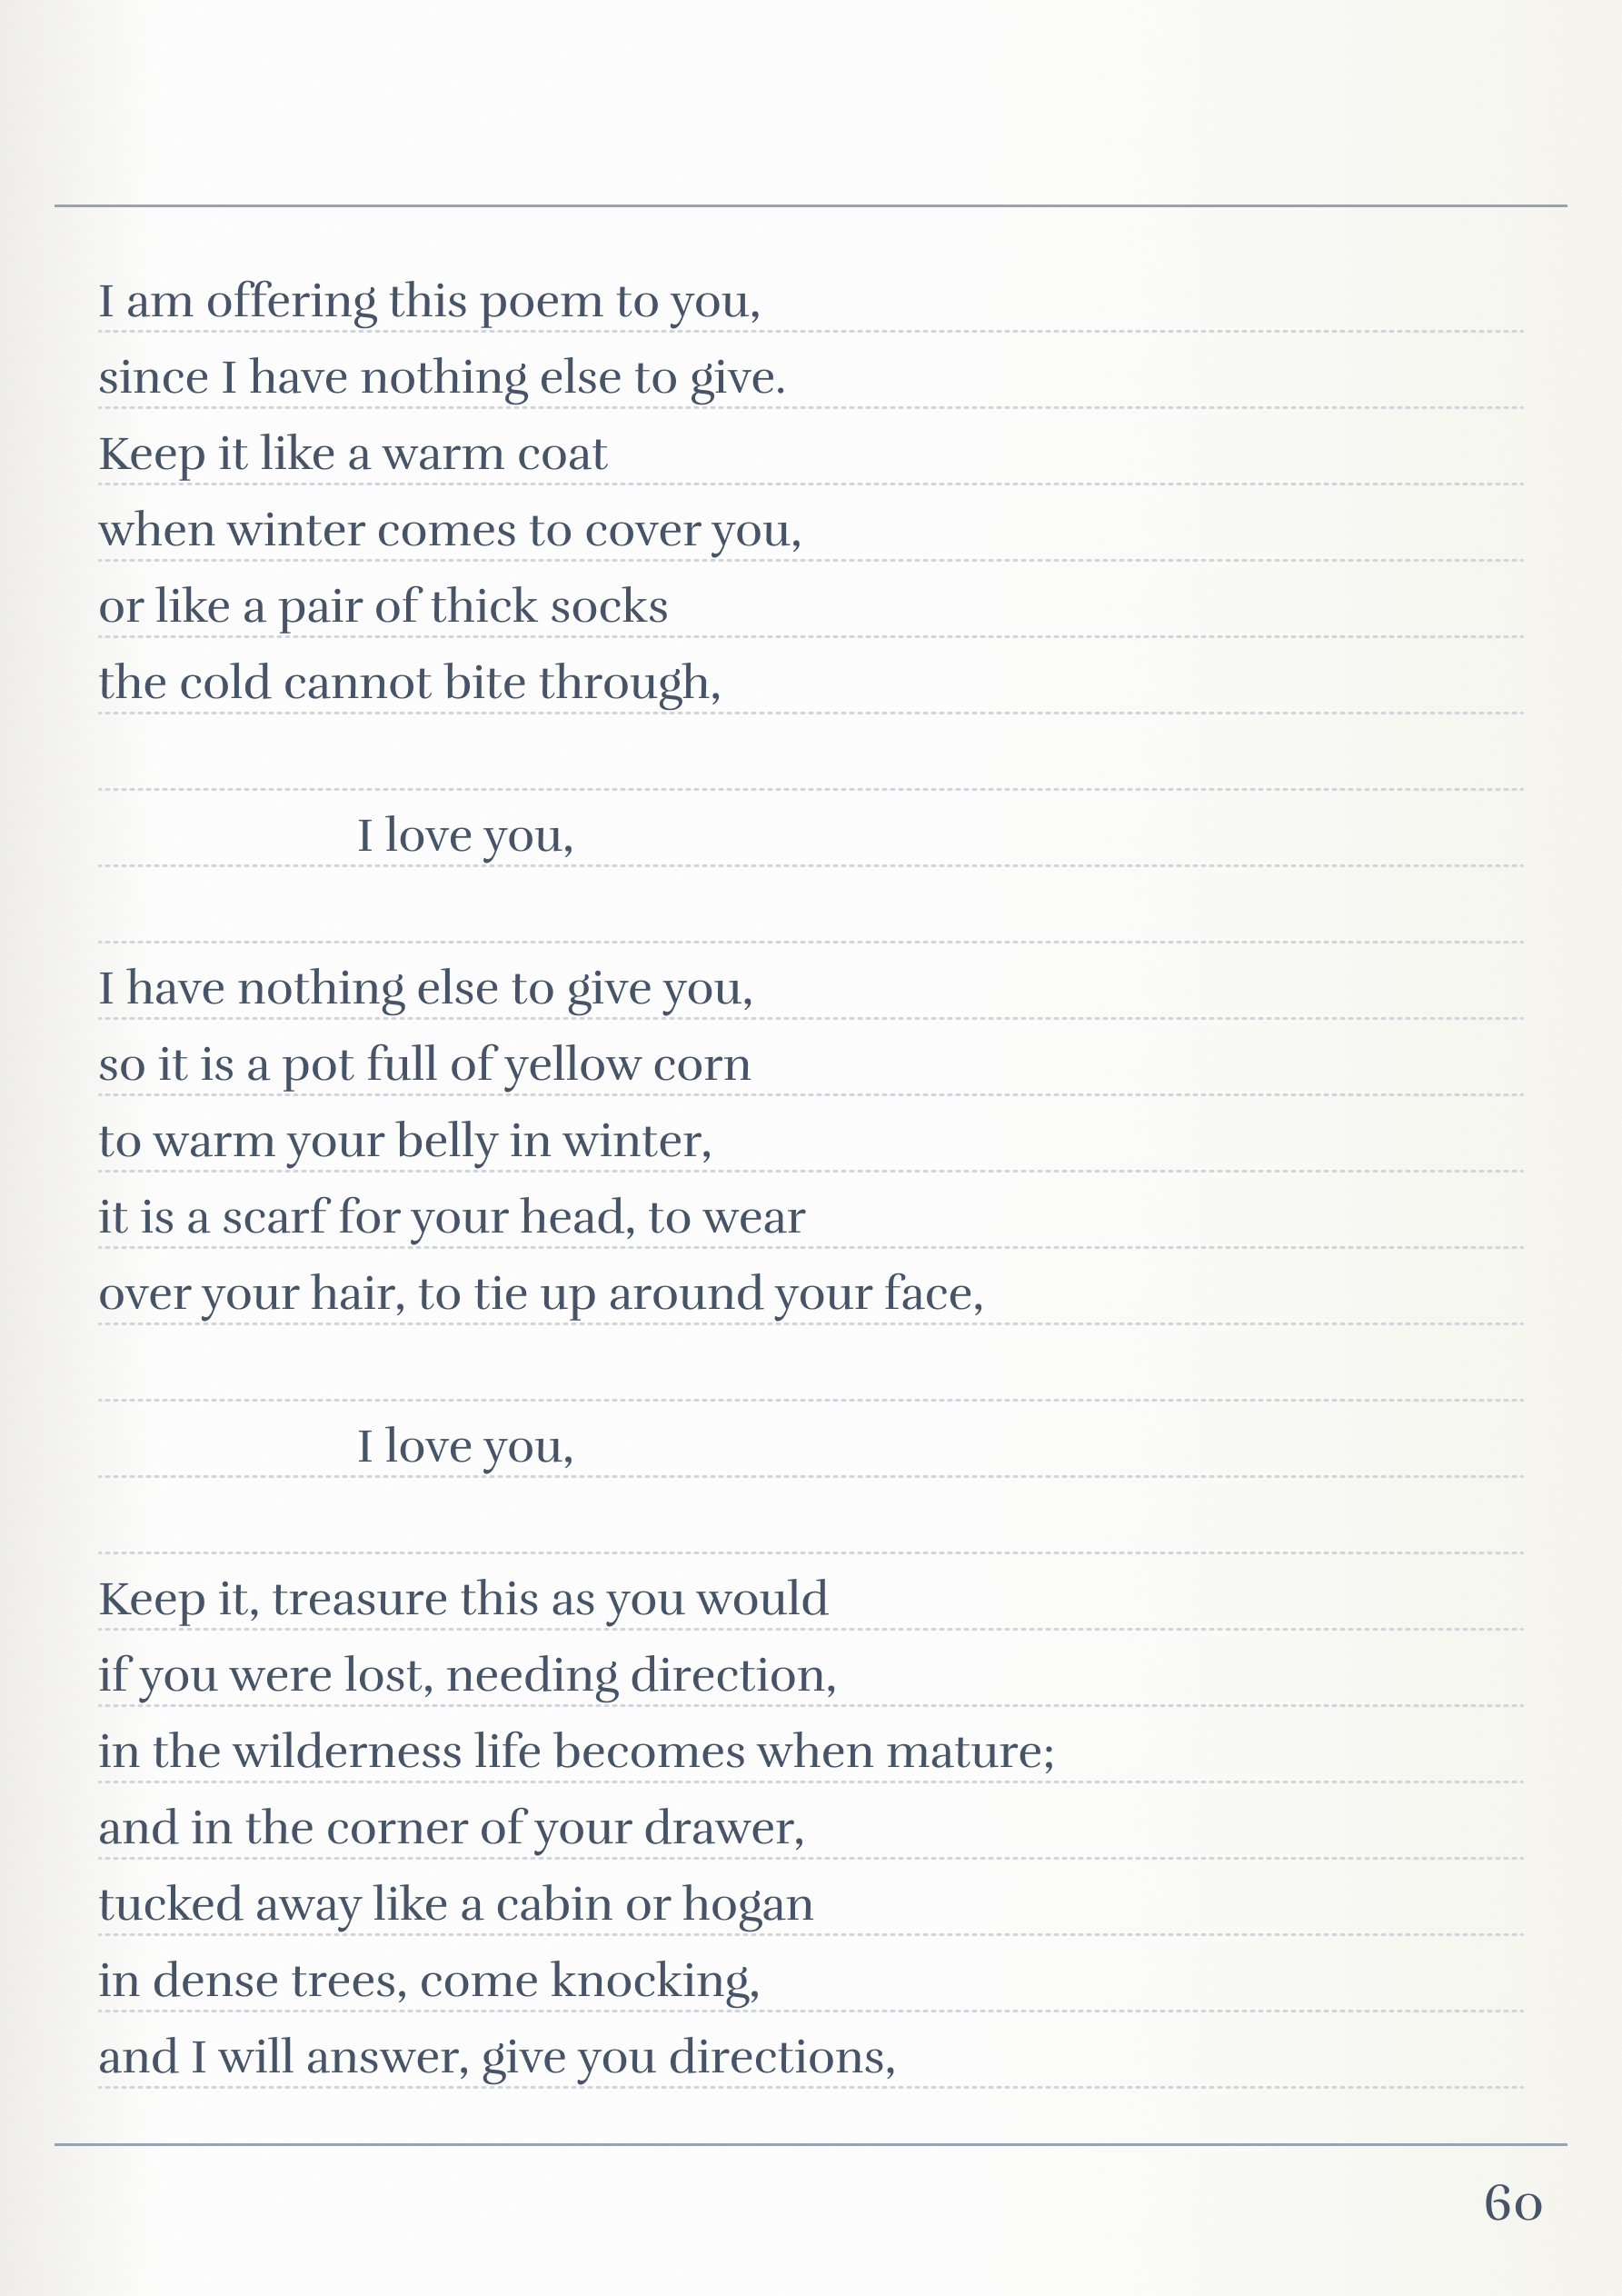 I am offering this poem to you,
since I have nothing else to give.
Keep it like a warm coat
when winter comes to cover you,
or like a pair of thick socks
the cold cannot bite through,
I love you,
I have nothing else to give you,
so it is a pot full of yellow corn
to warm your belly in winter,
it is a scarf for your head, to wear
over your hair, to tie up around your face,
I love you,
Keep it, treasure this as you would
if you were lost, needing direction,
in the wilderness life becomes when mature;
and in the corner of your drawer,
tucked away like a cabin or hogan
in dense trees, come knocking,
and I will answer, give you directions,
60